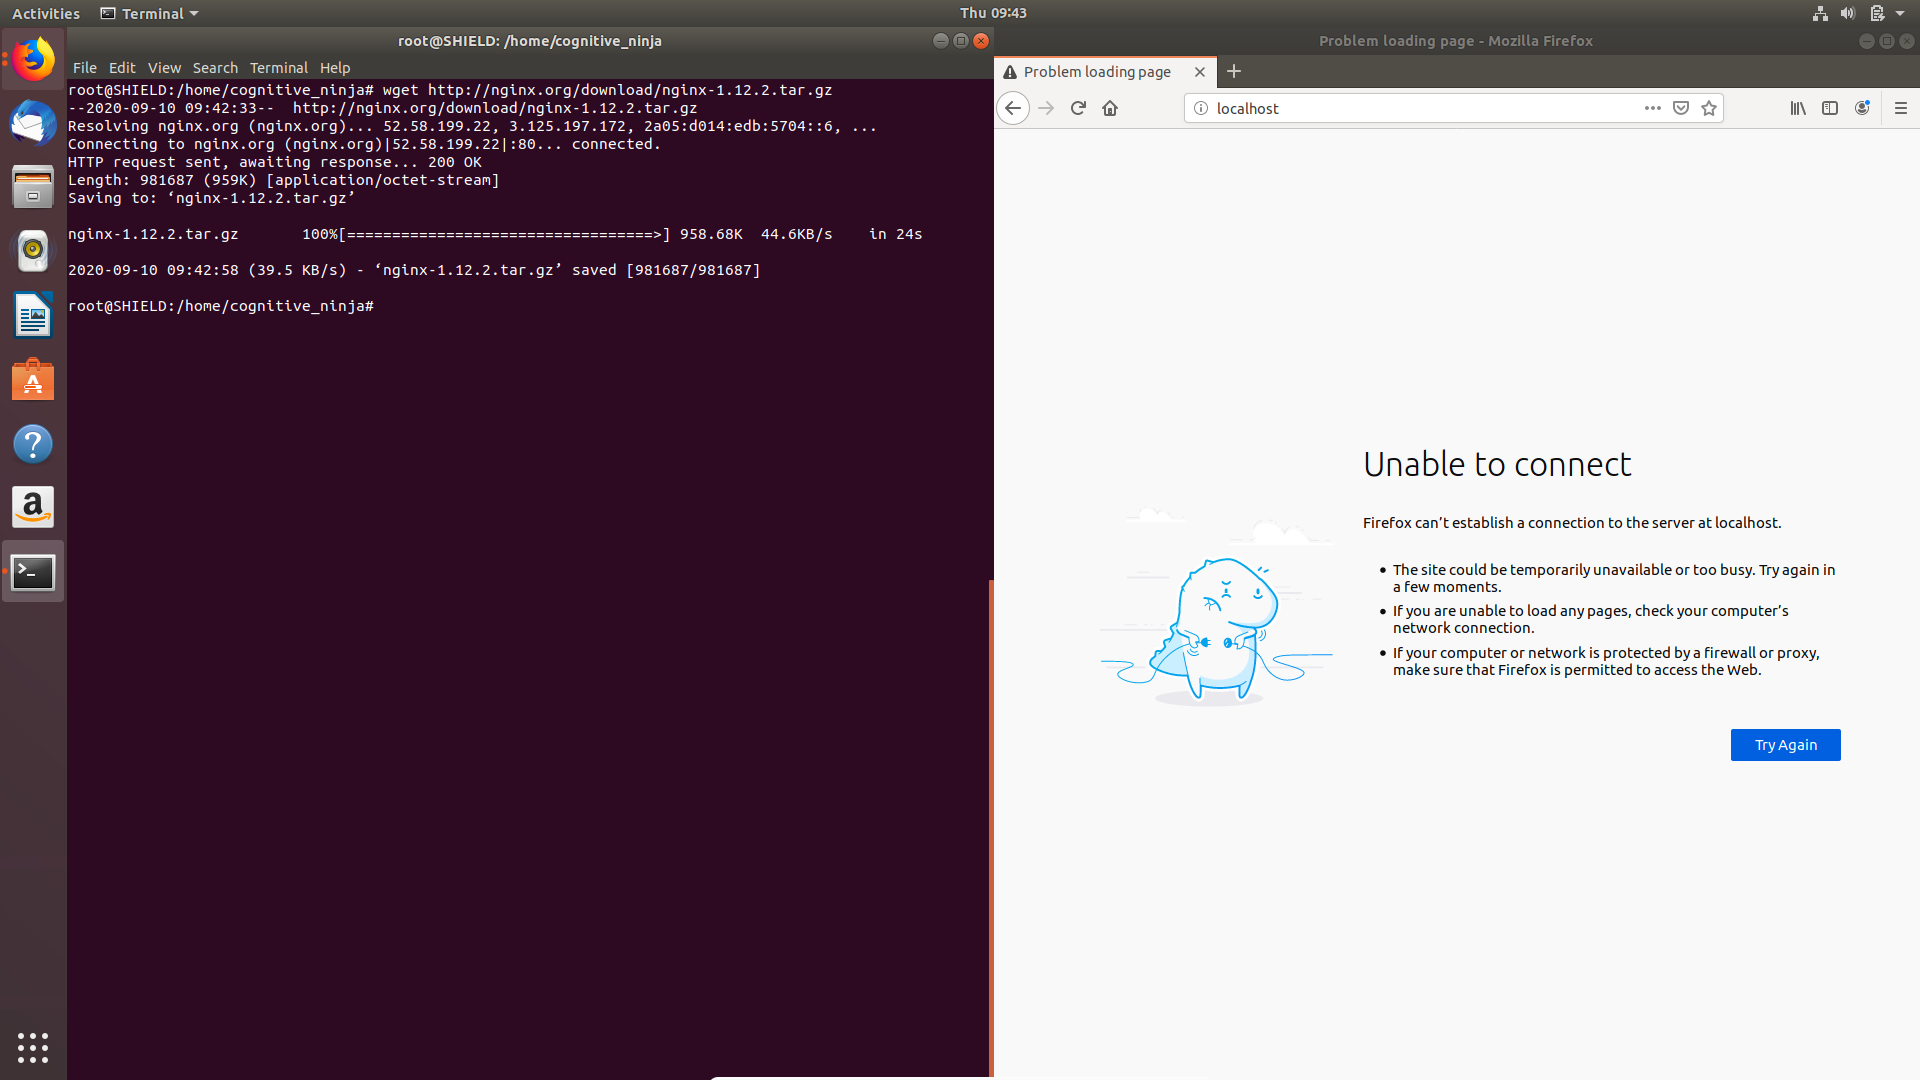 Activities Terminal Thu 09:43
root@SHIELD: /home/cognitive_ninja
File Edit View Search Terminal Help
root@SHIELD:/home/cognitive_ninja# wget http://nginx.org/download/nginx-1.12.2.tar.gz
--2020-09-10 09:42:33--  http://nginx.org/download/nginx-1.12.2.tar.gz
Resolving nginx.org (nginx.org)... 52.58.199.22, 3.125.197.172, 2a05:d014:edb:5704::6, ...
Connecting to nginx.org (nginx.org)|52.58.199.22|:80... connected.
HTTP request sent, awaiting response... 200 OK
Length: 981687 (959K) [application/octet-stream]
Saving to: ‘nginx-1.12.2.tar.gz’
nginx-1.12.2.tar.gz       100%[==================================>] 958.68K  44.6KB/s    in 24s
2020-09-10 09:42:58 (39.5 KB/s) - ‘nginx-1.12.2.tar.gz’ saved [981687/981687]
root@SHIELD:/home/cognitive_ninja#
Problem loading page - Mozilla Firefox
Problem loading page
localhost
Unable to connect
Firefox can’t establish a connection to the server at localhost.
• The site could be temporarily unavailable or too busy. Try again in
a few moments.
• If you are unable to load any pages, check your computer’s
network connection.
• If your computer or network is protected by a firewall or proxy,
make sure that Firefox is permitted to access the Web.
Try Again